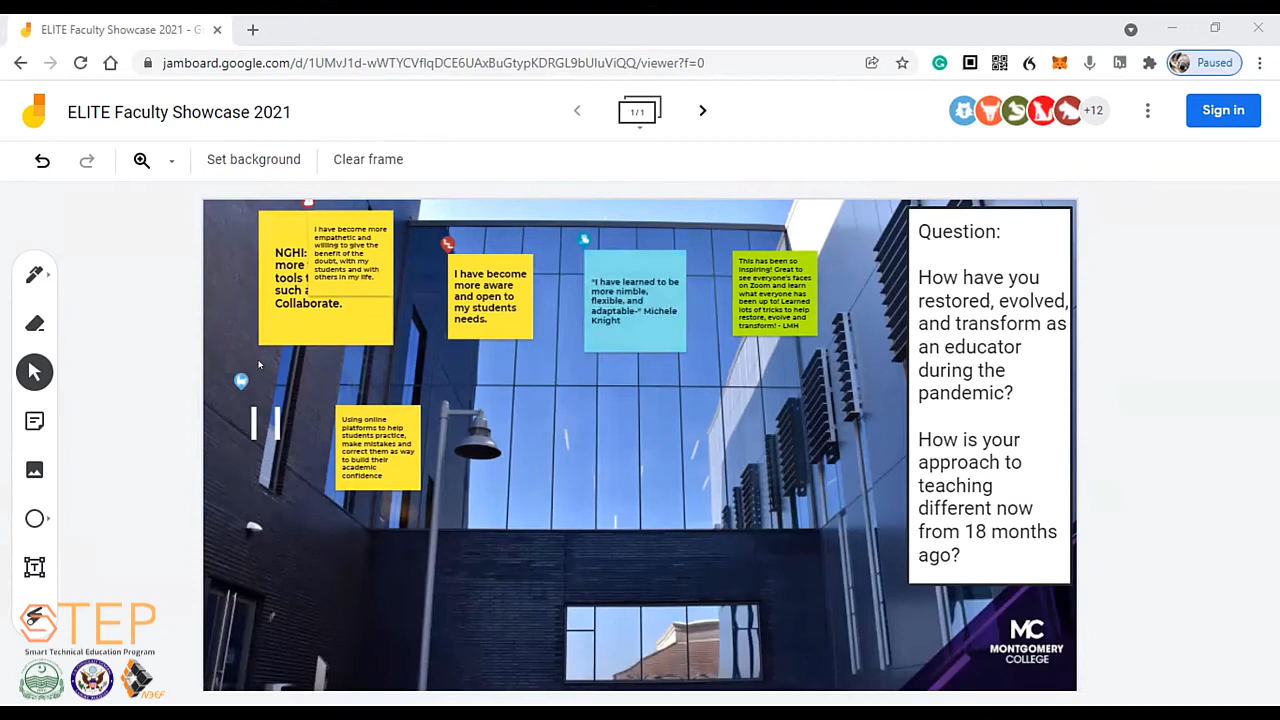 ELITE Faculty Showcase 2021 - G
jamboard.google.com/d/1UMvJ1d-wWTYCVfIqDCE6UAxBuGtypKDRGL9bUIuViQQ/viewer?f=0
Paused
ELITE Faculty Showcase 2021
1/1
+12
Sign in
Set background
Clear frame
NGHI:
more
tools
such a
Collaborate.
I have become more
empathetic and
willing to give the
benefit of the
doubt, with my
students and with
others in my life.
I have become
more aware
and open to
my students
needs.
"I have learned to be
more nimble,
flexible, and
adaptable-" Michele
Knight
This has been so
inspiring! Great to
see everyone's faces
on Zoom and learn
what everyone has
been up to! Learned
lots of tricks to help
restore, evolve and
transform! - LMH
Using online
platforms to help
students practice,
make mistakes and
correct them as way
to build their
academic
confidence
Question:
How have you
restored, evolved,
and transform as
an educator
during the
pandemic?
How is your
approach to
teaching
different now
from 18 months
ago?
MC
MONTGOMERY
COLLEGE
STEP
Smart Technical Education Program